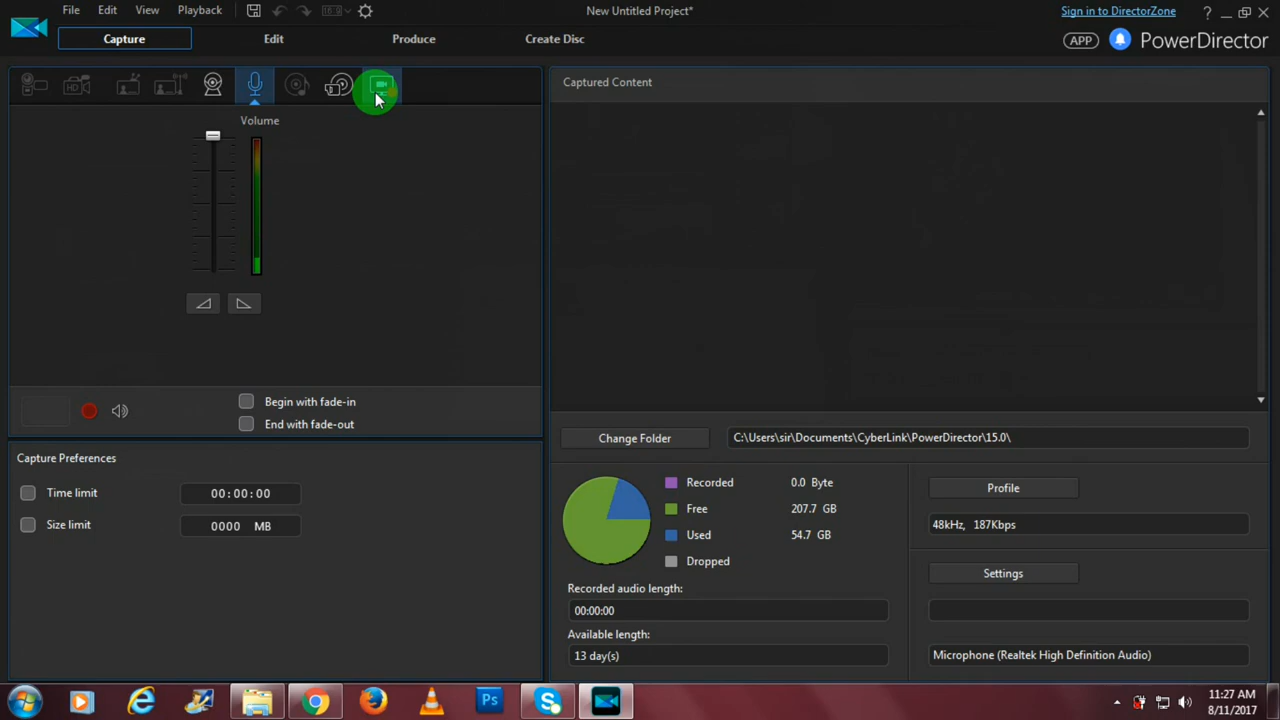 File Edit View Playback
New Untitled Project*
Sign in to DirectorZone
?
Capture Edit Produce Create Disc
APP PowerDirector
HD
Captured Content
Volume
Begin with fade-in
End with fade-out
Change Folder C:\Users\sir\Documents\CyberLink\PowerDirector\15.0\
Capture Preferences
Time limit 00:00:00
Size limit 0000 MB
Recorded 0.0 Byte
Free 207.7 GB
Used 54.7 GB
Dropped
Profile
48kHz, 187Kbps
Settings
Recorded audio length:
00:00:00
Available length:
13 day(s)
Microphone (Realtek High Definition Audio)
Ps
11:27 AM
8/11/2017